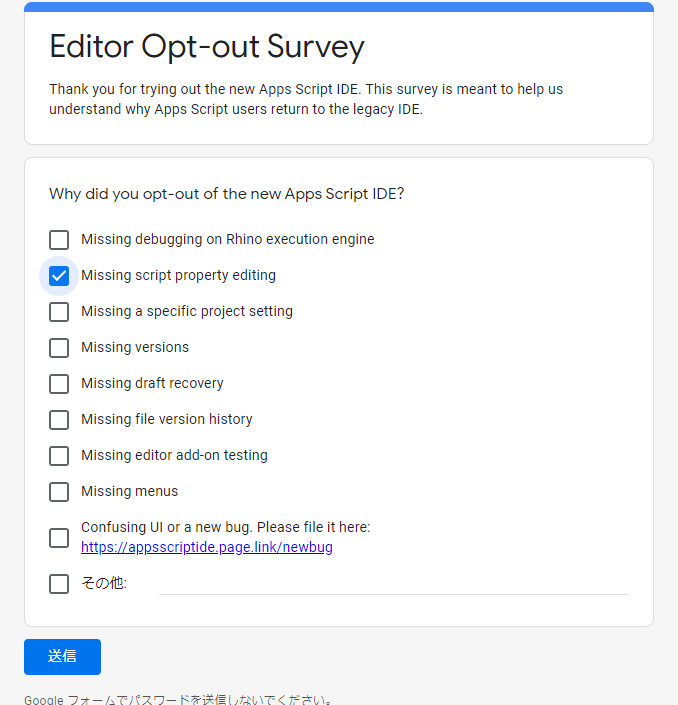 Editor Opt-out Survey
Thank you for trying out the new Apps Script IDE. This survey is meant to help us
understand why Apps Script users return to the legacy IDE.
Why did you opt-out of the new Apps Script IDE?
Missing debugging on Rhino execution engine
Missing script property editing
Missing a specific project setting
Missing versions
Missing draft recovery
Missing file version history
Missing editor add-on testing
Missing menus
Confusing UI or a new bug. Please file it here:
https://appsscriptide.page.link/newbug
その他:
送信
Google フォームでパスワードを送信しないでください。